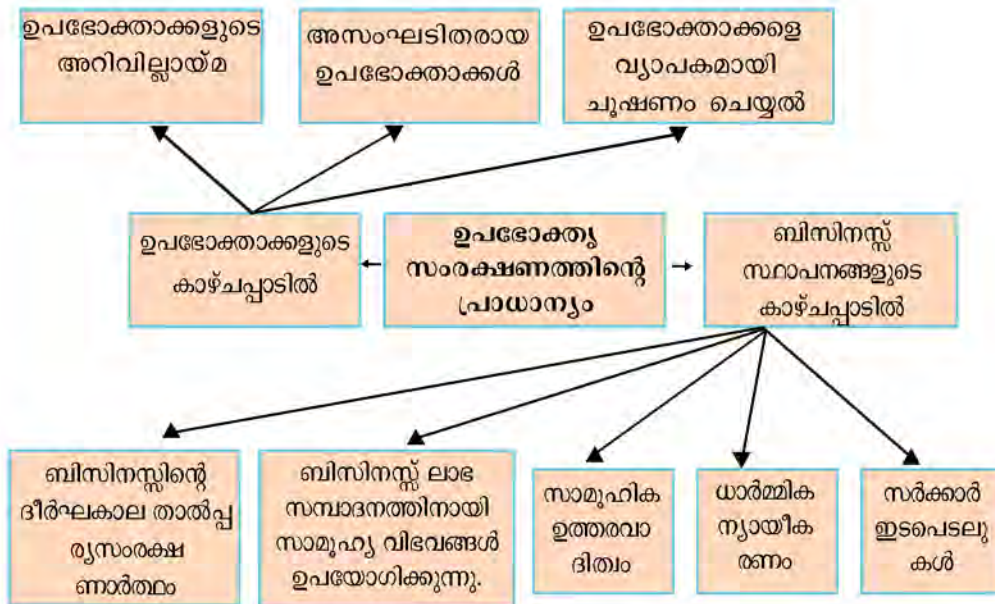 ഉപഭോക്താക്കളുടെ
അറിവില്ലായ്മ
അസംഘടിതരായ
ഉപഭോക്താക്കൾ
ഉപഭോക്താക്കളെ
വ്യാപകമായി
ചൂഷണം ചെയ്യൽ
ഉപഭോക്താക്കളുടെ
കാഴ്ചപ്പാടിൽ
ഉപഭോക്തൃ
സംരക്ഷണത്തിന്റെ
പ്രാധാന്യം
ബിസിനസ്സ്
സ്ഥാപനങ്ങളുടെ
കാഴ്ചപ്പാടിൽ
ബിസിനസ്സിന്റെ
ദീർഘകാല താൽപ്പ
ര്യസംരക്ഷ
ണാർത്ഥം
ബിസിനസ്സ് ലാഭ
സമ്പാദനത്തിനായി
സാമൂഹ്യ വിഭവങ്ങൾ
ഉപയോഗിക്കുന്നു.
സാമൂഹിക
ഉത്തരവാ
ദിത്വം
ധാർമ്മിക
ന്യായീക
രണം
സർക്കാർ
ഇടപെടലു
കൾ